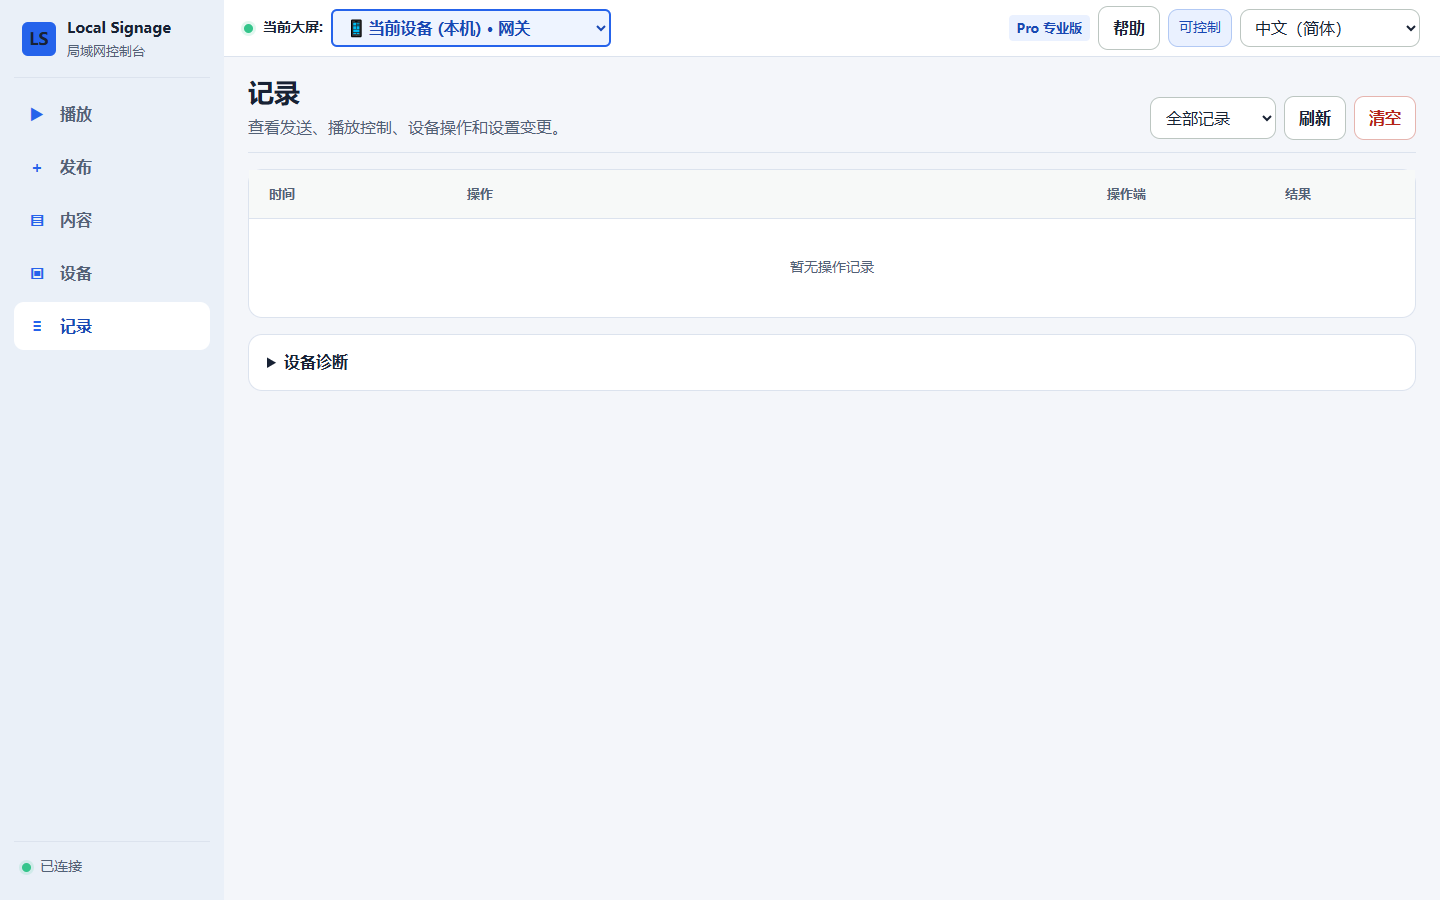 LS
Local Signage
局域网控制台
播放
发布
内容
设备
记录
已连接
当前大屏:
当前设备 (本机) • 网关
Pro 专业版
帮助
可控制
中文（简体）
记录
查看发送、播放控制、设备操作和设置变更。
全部记录
刷新
清空
时间 操作 操作端 结果
暂无操作记录
设备诊断